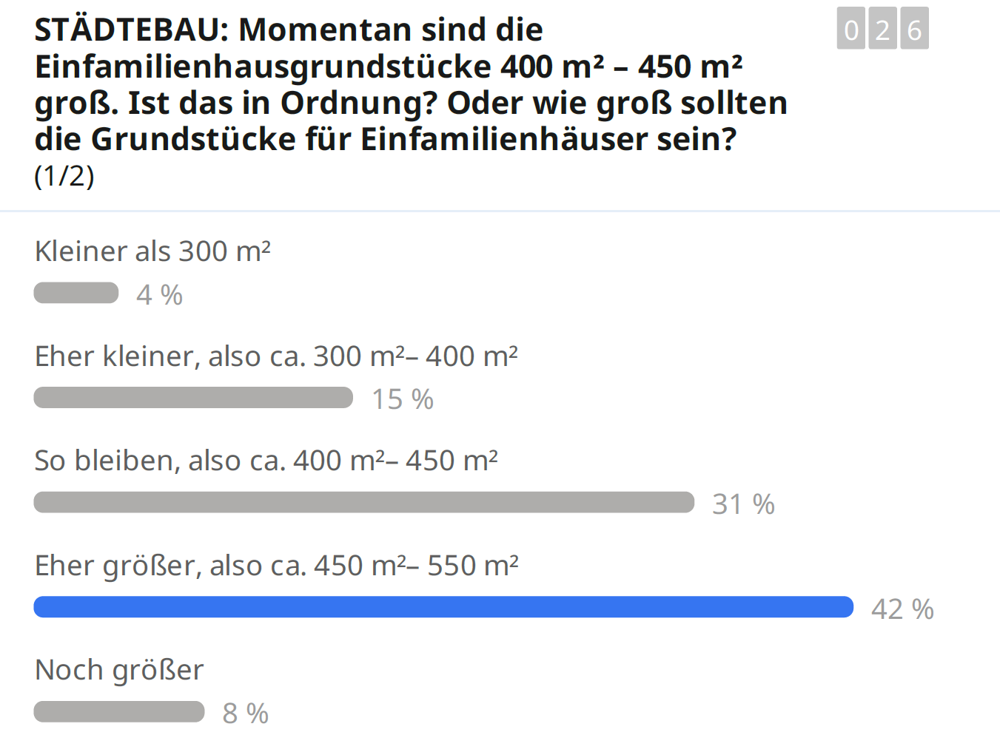 STÄDTEBAU: Momentan sind die
Einfamilienhausgrundstücke 400 m² – 450 m²
groß. Ist das in Ordnung? Oder wie groß sollten
die Grundstücke für Einfamilienhäuser sein?
(1/2)
0 2 6
Kleiner als 300 m²
4 %
Eher kleiner, also ca. 300 m²– 400 m²
15 %
So bleiben, also ca. 400 m²– 450 m²
31 %
Eher größer, also ca. 450 m²– 550 m²
42 %
Noch größer
8 %